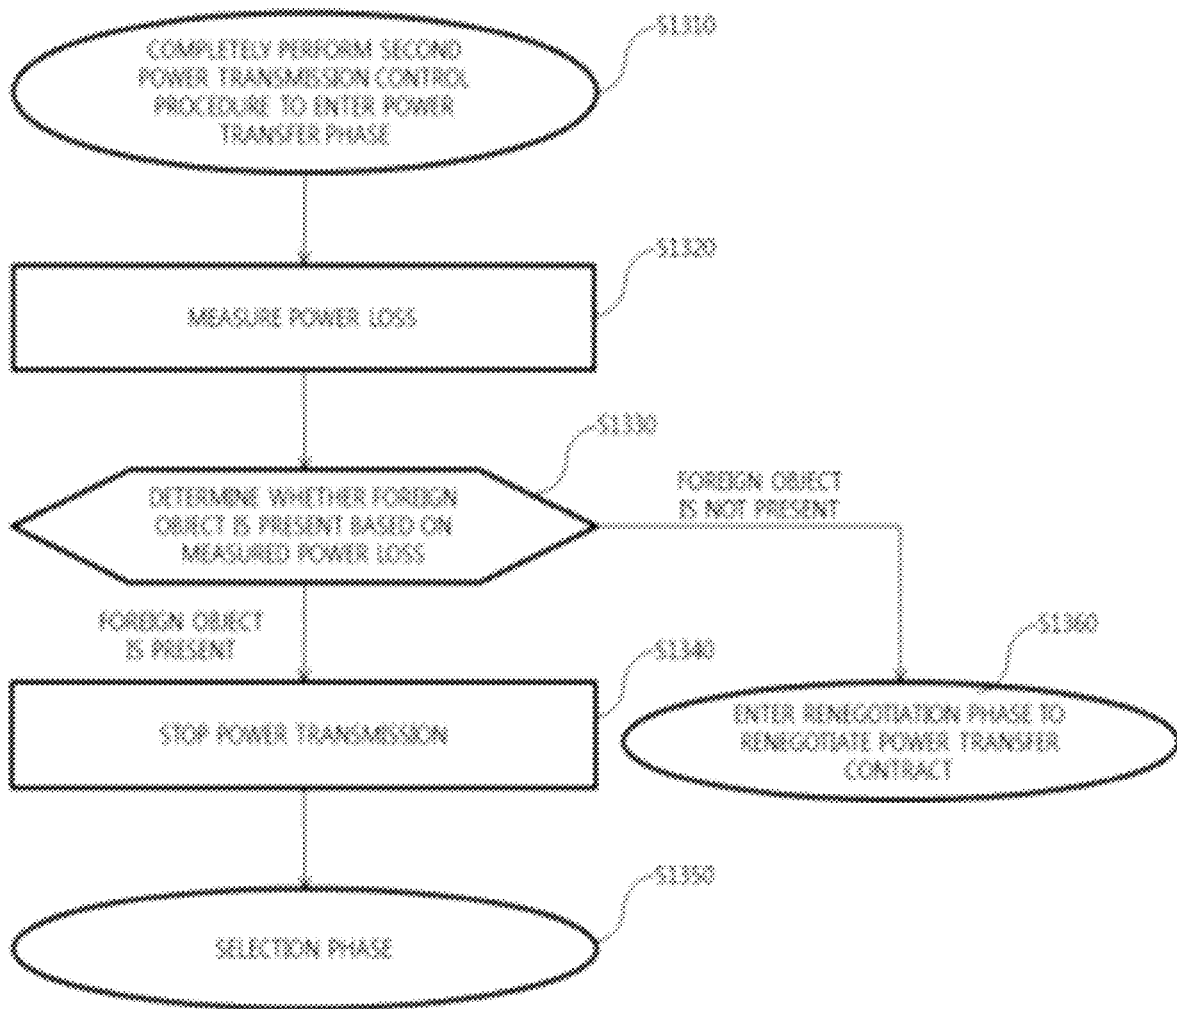 S1310
COMPLETELY PERFORM SECOND
POWER TRANSMISSION CONTROL
PROCEDURE TO ENTER POWER
TRANSFER PHASE
S1320
MEASURE POWER LOSS
S1330
DETERMINE WHETHER FOREIGN
OBJECT IS PRESENT BASED ON
MEASURED POWER LOSS
FOREIGN OBJECT
IS NOT PRESENT
FOREIGN OBJECT
IS PRESENT
S1340
STOP POWER TRANSMISSION
S1360
ENTER RENEGOTIATION PHASE TO
RENEGOTIATE POWER TRANSFER
CONTRACT
S1350
SELECTION PHASE